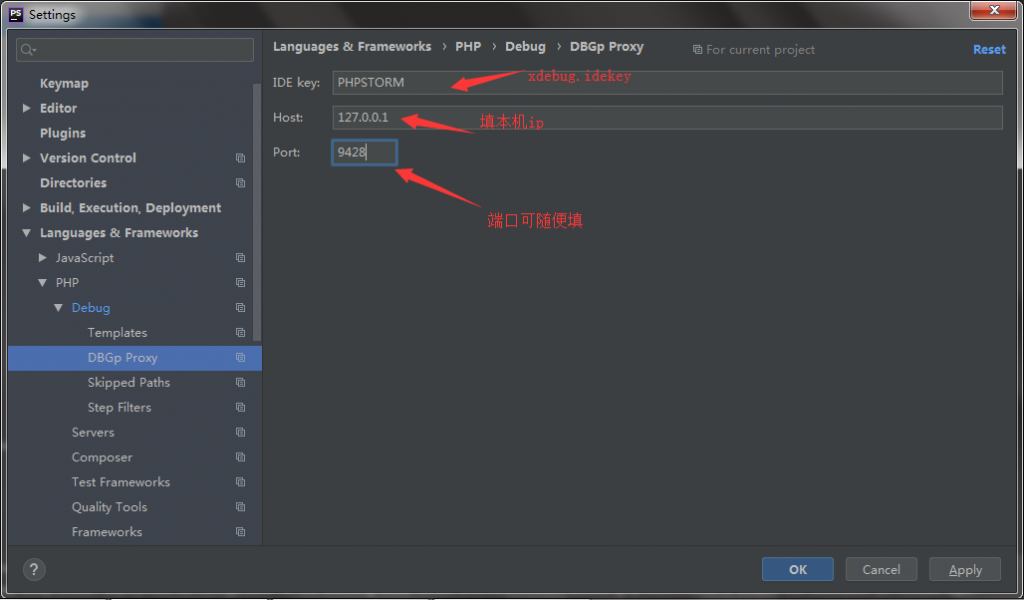 PS Settings
Languages & Frameworks › PHP › Debug › DBGp Proxy For current project Reset
Keymap
Editor
Plugins
Version Control
Directories
Build, Execution, Deployment
Languages & Frameworks
JavaScript
PHP
Debug
Templates
DBGp Proxy
Skipped Paths
Step Filters
Servers
Composer
Test Frameworks
Quality Tools
Frameworks
IDE key: PHPSTORM
xdebug.idekey
Host: 127.0.0.1
填本机ip
Port: 9428
端口可随便填
? OK Cancel Apply